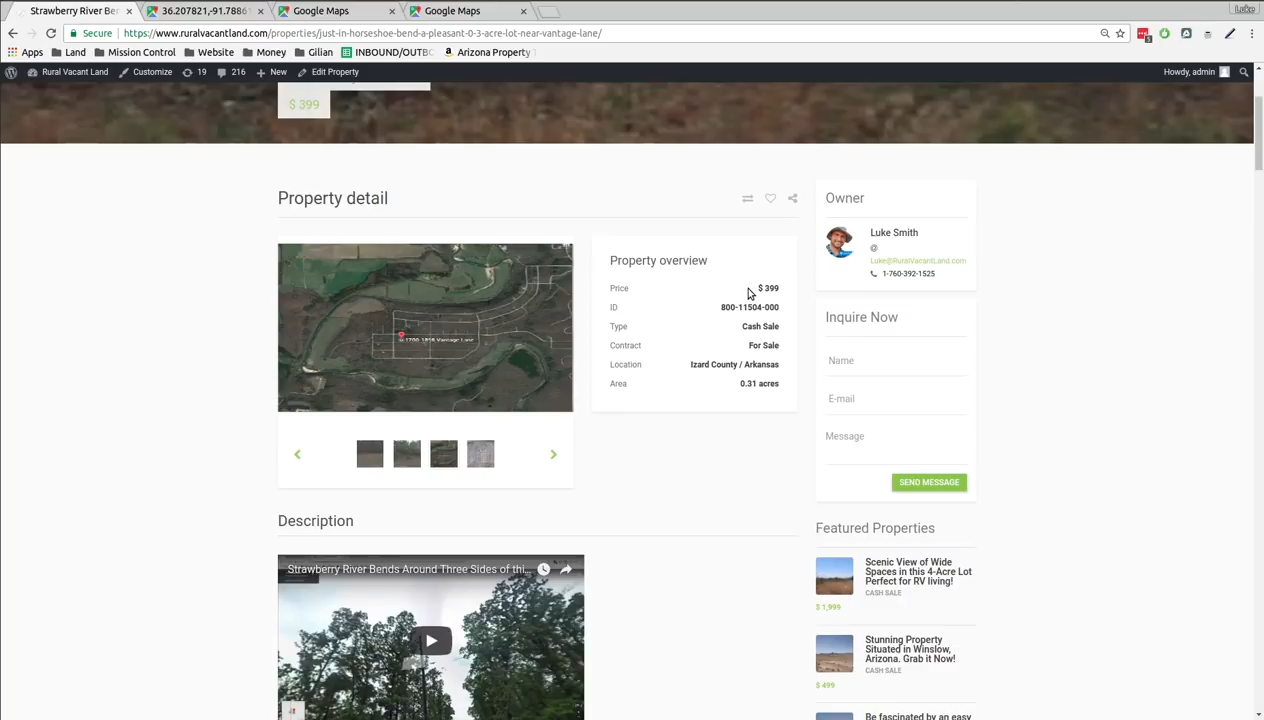 Strawberry River Be
36.207821,-91.7886
Google Maps
Google Maps
Luke
Secure
https://www.ruralvacantland.com/properties/just-in-horseshoe-bend-a-pleasant-0-3-acre-lot-near-vantage-lane/
Apps
Land
Mission Control
Website
Money
Gilian
INBOUND/OUTBO
Arizona Property
Rural Vacant Land
Customize
19
216
New
Edit Property
Howdy, admin
$ 399
Property detail
Property overview
Price $ 399
ID 800-11504-000
Type Cash Sale
Contract For Sale
Location Izard County / Arkansas
Area 0.31 acres
1700-1898 Vantage Lane
Description
Strawberry River Bends Around Three Sides of thi...
Owner
Luke Smith
@
Luke@RuralVacantLand.com
1-760-392-1525
Inquire Now
Name
E-mail
Message
SEND MESSAGE
Featured Properties
Scenic View of Wide
Spaces in this 4-Acre Lot
Perfect for RV living!
CASH SALE
$ 1,999
Stunning Property
Situated in Winslow,
Arizona. Grab it Now!
CASH SALE
$ 499
Be fascinated by an easy